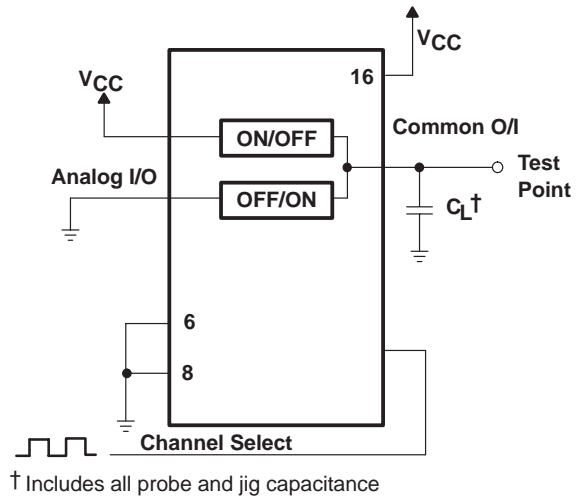 VCC
16
VCC
ON/OFF
Common O/I
Test
Point
Analog I/O
OFF/ON
CL†
6
8
Channel Select
† Includes all probe and jig capacitance